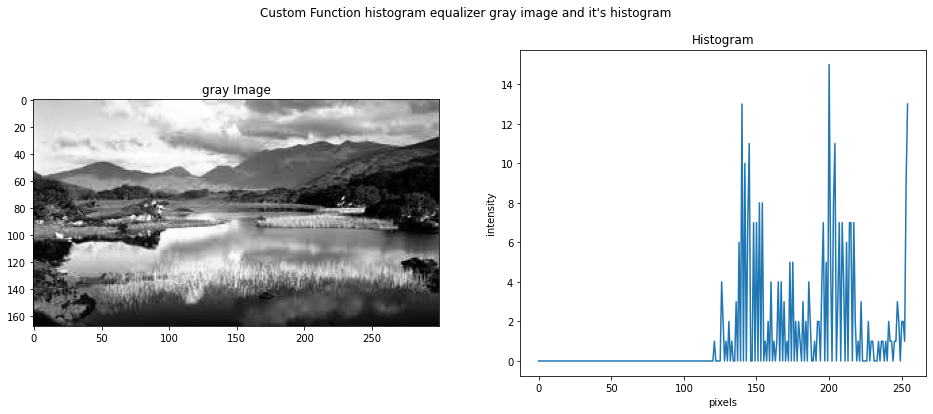 Custom Function histogram equalizer gray image and it's histogram
gray Image
0
20
40
60
80
100
120
140
160
0 50 100 150 200 250
Histogram
14
12
10
8
6
4
2
0
intensity
0 50 100 150 200 250
pixels